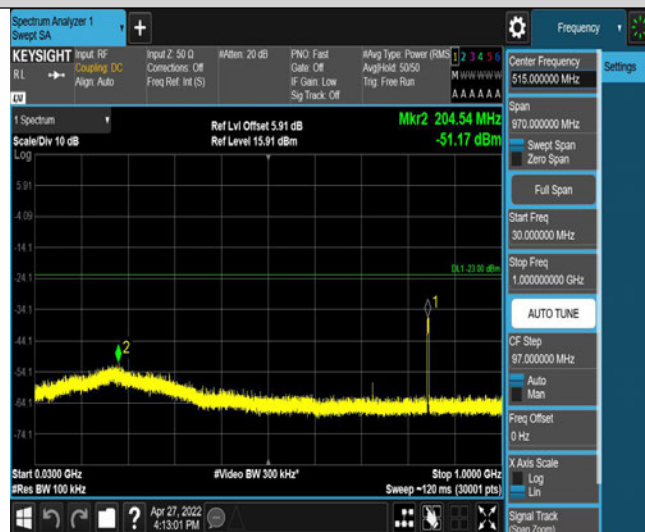 Spectrum Analyzer 1
Swept SA
+
Frequency
KEYSIGHT
RL
LXI
Input: RF
Coupling: DC
Align: Auto
Input Z: 50 Ω
Corrections: Off
Freq Ref: Int (S)
#Atten: 20 dB
PNO: Fast
Gate: Off
IF Gain: Low
Sig Track: Off
#Avg Type: Power (RMS
Avg|Hold: 50/50
Trig: Free Run
1 2 3 4 5 6
M W W W W W
A A A A A A
Center Frequency
515.000000 MHz
Settings
Span
970.000000 MHz
Swept Span
Zero Span
Full Span
Start Freq
30.000000 MHz
Stop Freq
1.000000000 GHz
AUTO TUNE
CF Step
97.000000 MHz
Auto
Man
Freq Offset
0 Hz
X Axis Scale
Log
Lin
Signal Track
(Span Zoom)
1 Spectrum
Scale/Div 10 dB
Ref Lvl Offset 5.91 dB
Ref Level 15.91 dBm
Mkr2 204.54 MHz
-51.17 dBm
Log
5.91
-4.09
-14.1
-24.1
DL1 -23.00 dBm
-34.1
1
-44.1
2
-54.1
-64.1
-74.1
Start 0.0300 GHz
#Res BW 100 kHz
#Video BW 300 kHz*
Stop 1.0000 GHz
Sweep ~120 ms (30001 pts)
?
Apr 27, 2022
4:13:01 PM